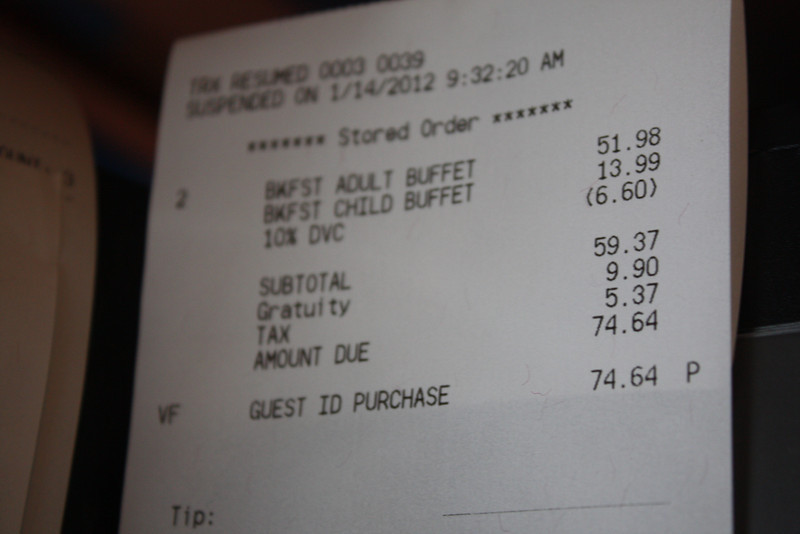 TRX RESUMED 0003 0039
SUSPENDED ON 1/14/2012 9:32:20 AM
******* Stored Order *******
2 BKFST ADULT BUFFET 51.98
BKFST CHILD BUFFET 13.99
10% DVC (6.60)
SUBTOTAL 59.37
Gratuity 9.90
TAX 5.37
AMOUNT DUE 74.64
VF GUEST ID PURCHASE 74.64 P
Tip: